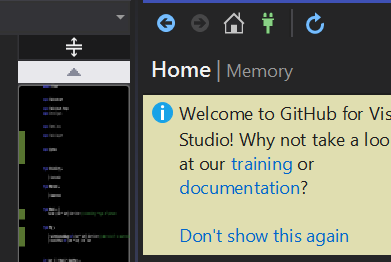 Home | Memory
Welcome to GitHub for Vis
Studio! Why not take a loo
at our training or
documentation?
Don't show this again